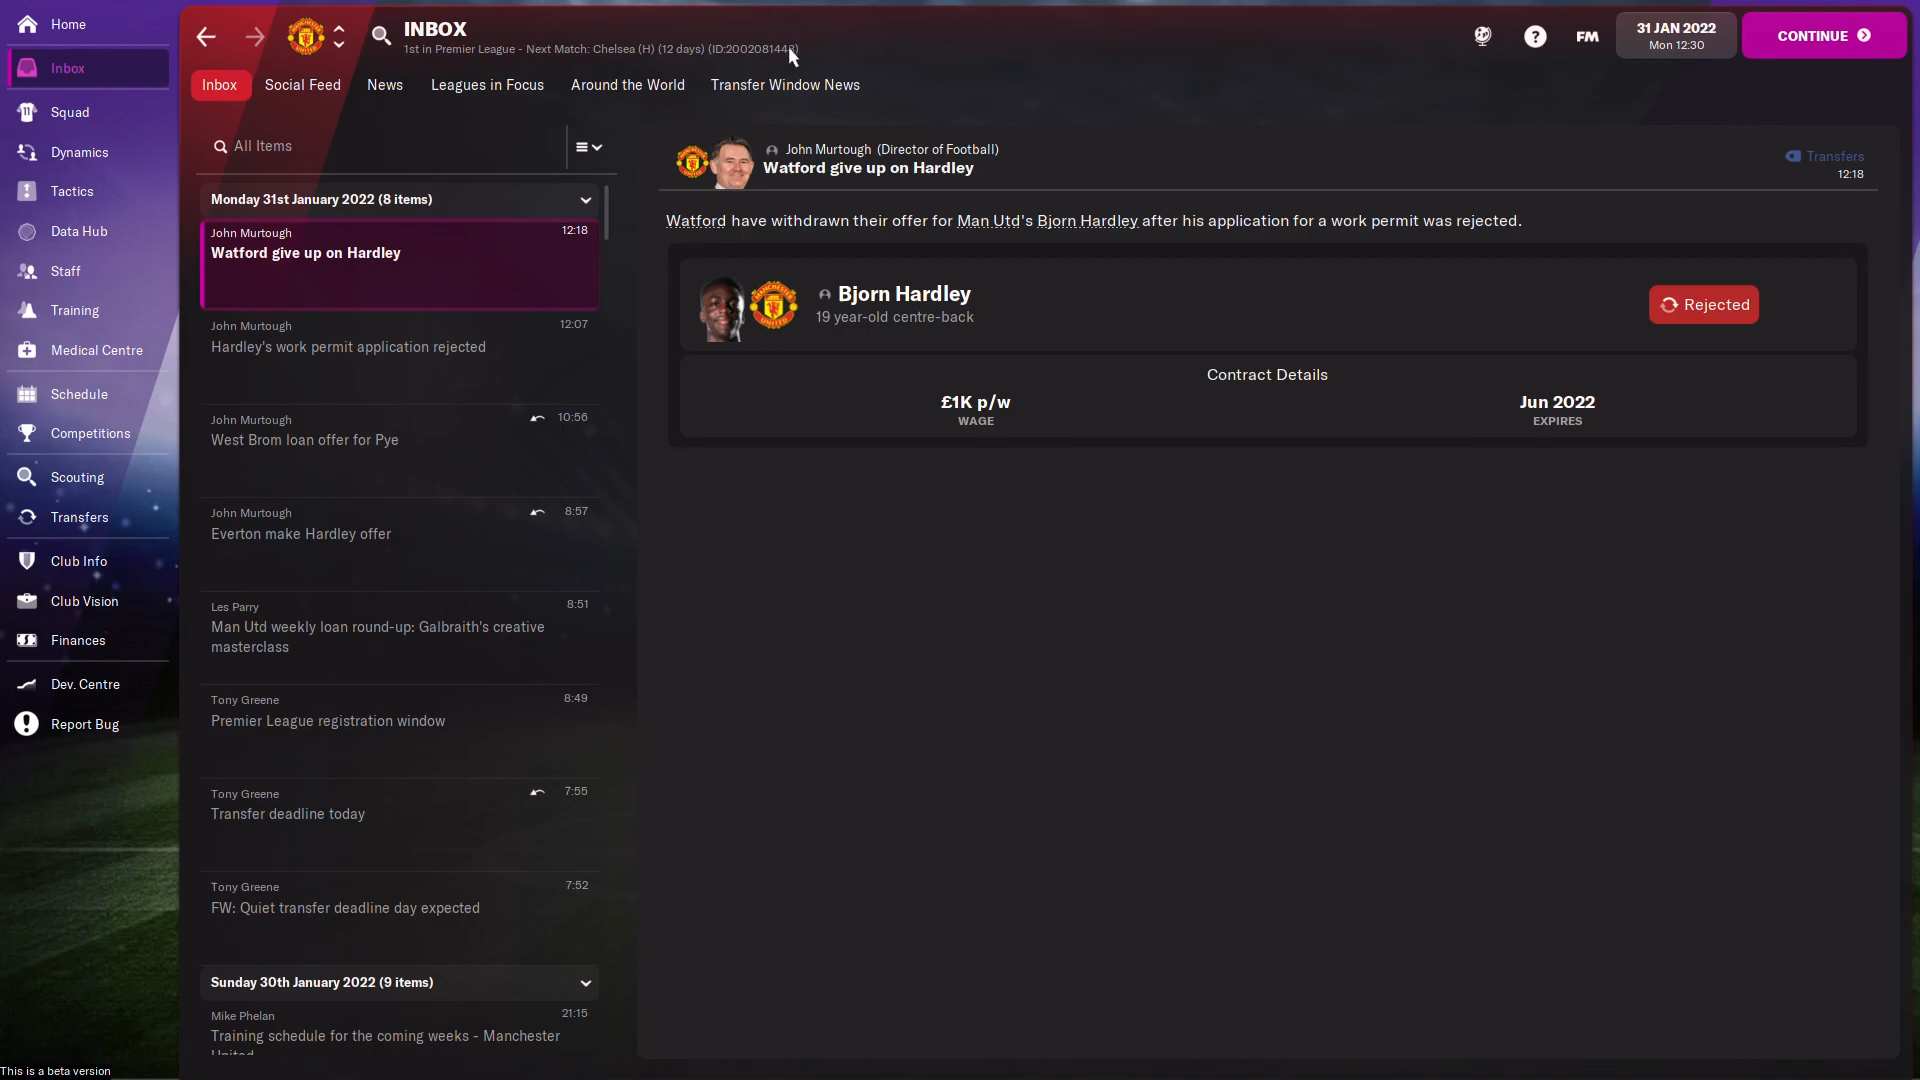 Home
Inbox
Squad
Dynamics
Tactics
Data Hub
Staff
Training
Medical Centre
Schedule
Competitions
Scouting
Transfers
Club Info
Club Vision
Finances
Dev. Centre
Report Bug
This is a beta version
INBOX
1st in Premier League - Next Match: Chelsea (H) (12 days) (ID:2002081448)
FM
31 JAN 2022
Mon 12:30
CONTINUE
Inbox
Social Feed
News
Leagues in Focus
Around the World
Transfer Window News
All Items
Monday 31st January 2022 (8 items)
John Murtough
12:18
Watford give up on Hardley
John Murtough
12:07
Hardley's work permit application rejected
John Murtough
10:56
West Brom loan offer for Pye
John Murtough
8:57
Everton make Hardley offer
Les Parry
8:51
Man Utd weekly loan round-up: Galbraith's creative
masterclass
Tony Greene
8:49
Premier League registration window
Tony Greene
7:55
Transfer deadline today
Tony Greene
7:52
FW: Quiet transfer deadline day expected
Sunday 30th January 2022 (9 items)
Mike Phelan
21:15
Training schedule for the coming weeks - Manchester
United
John Murtough (Director of Football)
Watford give up on Hardley
Transfers
12:18
Watford have withdrawn their offer for Man Utd's Bjorn Hardley after his application for a work permit was rejected.
Bjorn Hardley
19 year-old centre-back
Rejected
Contract Details
£1K p/w
WAGE
Jun 2022
EXPIRES